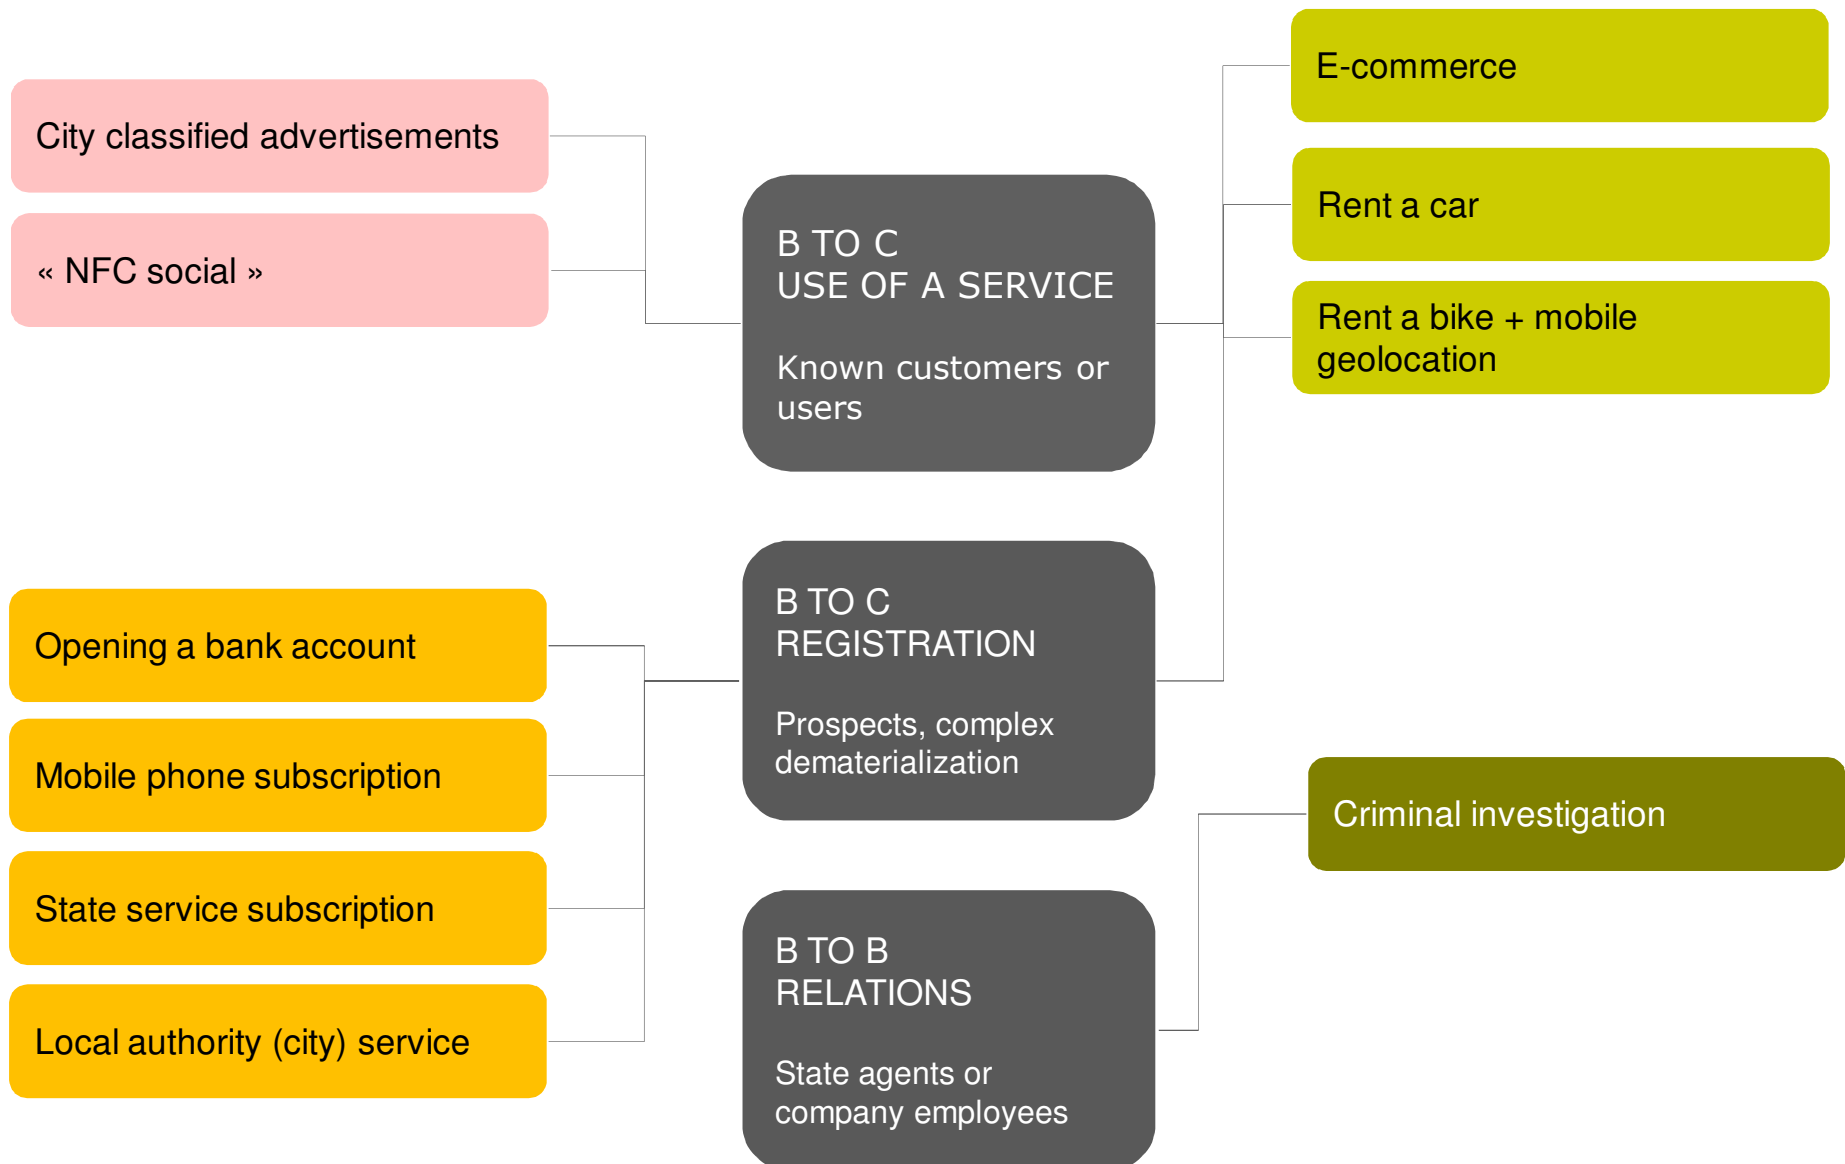 City classified advertisements
« NFC social »
B TO C
USE OF A SERVICE
Known customers or
users
E-commerce
Rent a car
Rent a bike + mobile
geolocation
Opening a bank account
Mobile phone subscription
State service subscription
Local authority (city) service
B TO C
REGISTRATION
Prospects, complex
dematerialization
B TO B
RELATIONS
State agents or
company employees
Criminal investigation